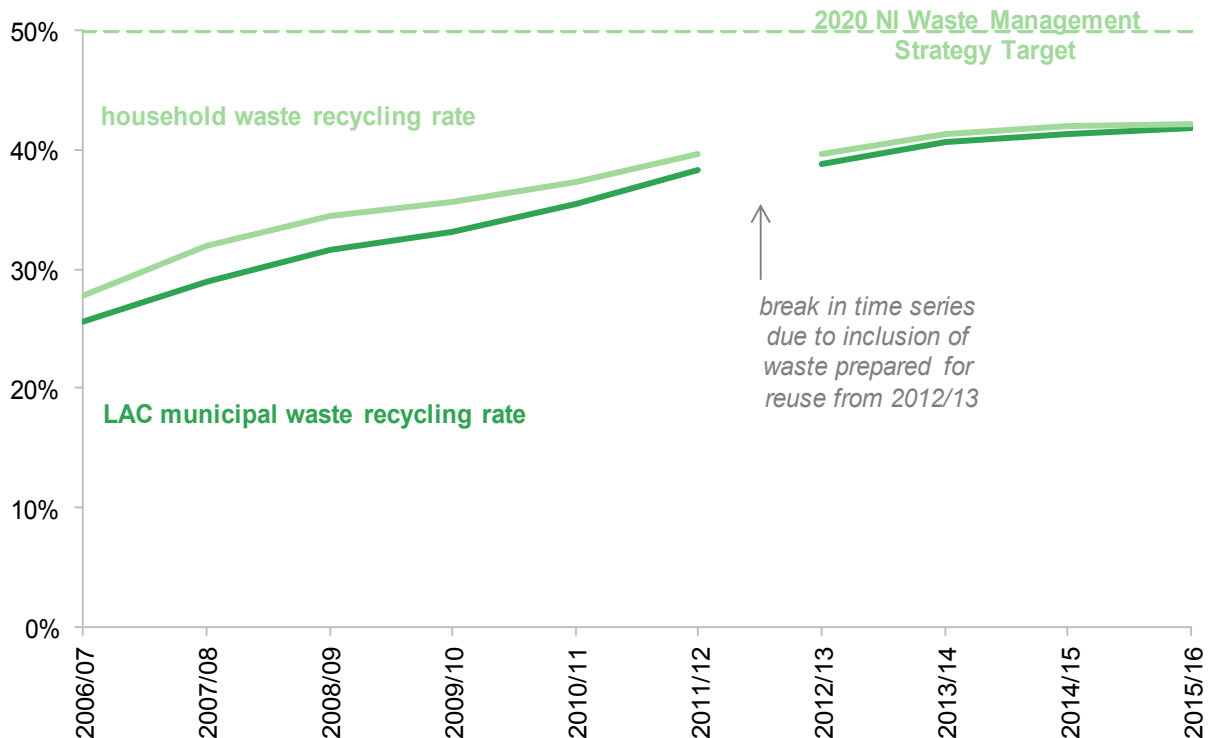 2020 NI Waste Management
Strategy Target
50%
household waste recycling rate
40%
30%
break in time series
due to inclusion of
waste prepared for
reuse from 2012/13
20%
LAC municipal waste recycling rate
10%
0%
2006/07
2007/08
2008/09
2009/10
2010/11
2011/12
2012/13
2013/14
2014/15
2015/16